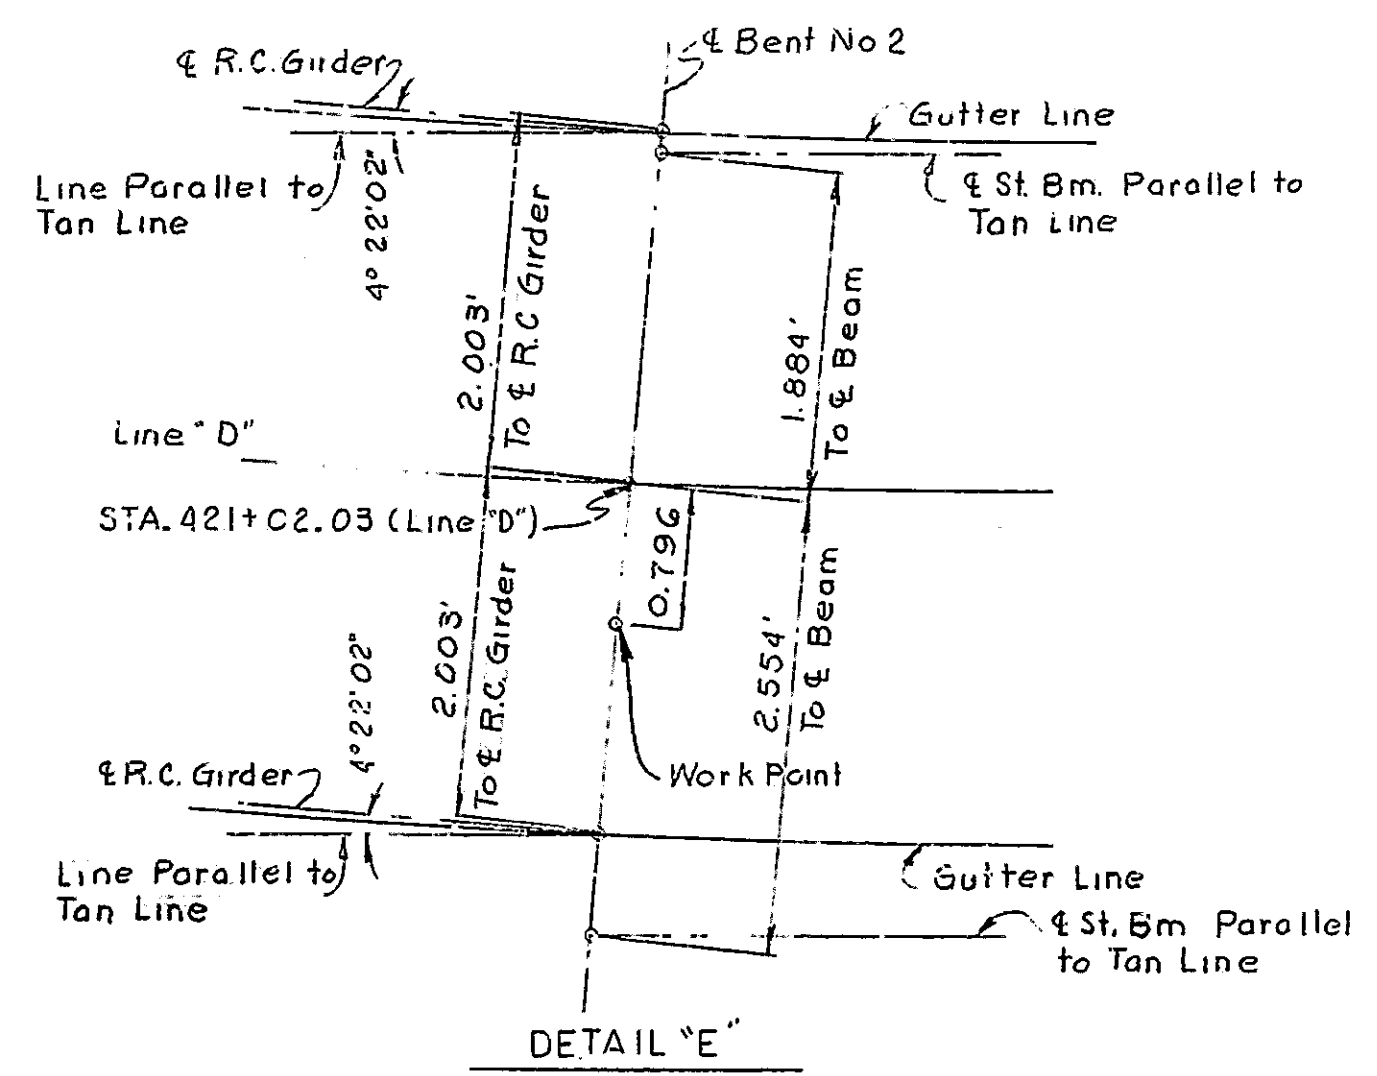 ℄ Bent No 2
℄ R.C. Girder
Gutter Line
Line Parallel to
Tan Line
4° 22'02"
℄ St. Bm. Parallel to
Tan Line
2.003'
To ℄ R.C Girder
1.884'
To ℄ Beam
Line "D"
STA. 421+02.03 (Line "D")
0.796
2.003'
To ℄ R.C. Girder
2.554'
To ℄ Beam
4° 22'02"
℄ R.C. Girder
Work Point
Line Parallel to
Tan Line
Gutter Line
℄ St. Bm Parallel
to Tan Line
DETAIL "E"